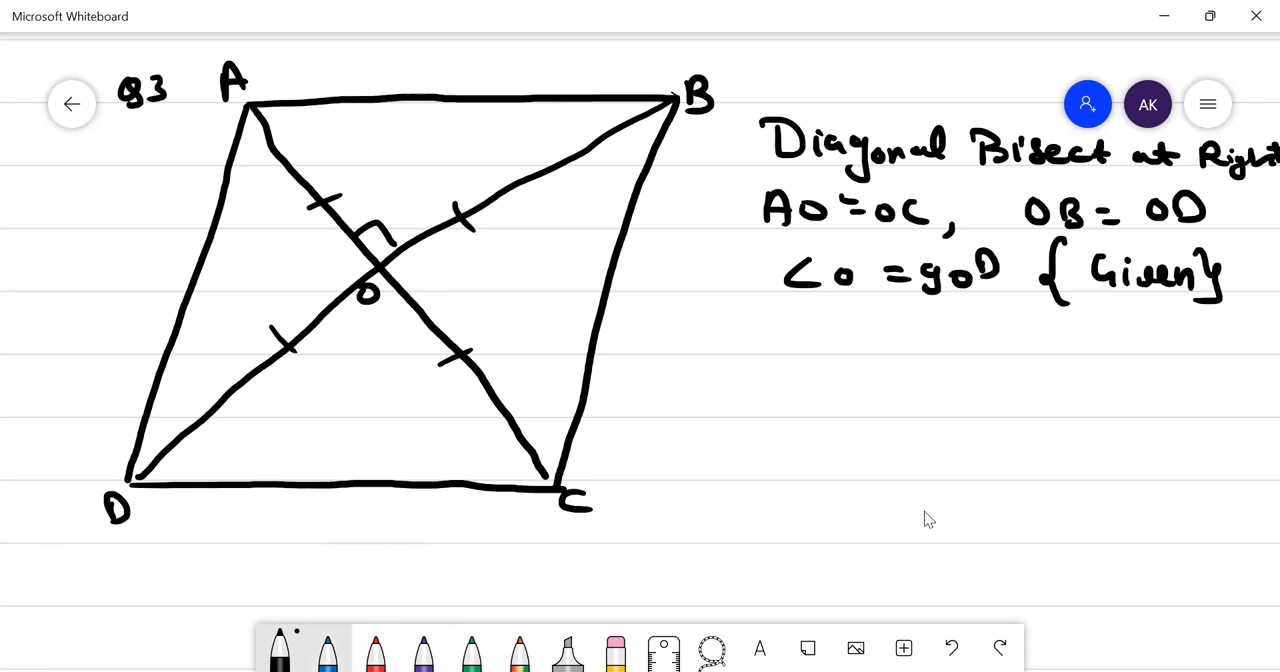 Microsoft Whiteboard
Q3
A
B
AK
Diagonal Bisect at Right
AO = OC, OB = OD
∠O = 90° {Given}
O
D
C
A